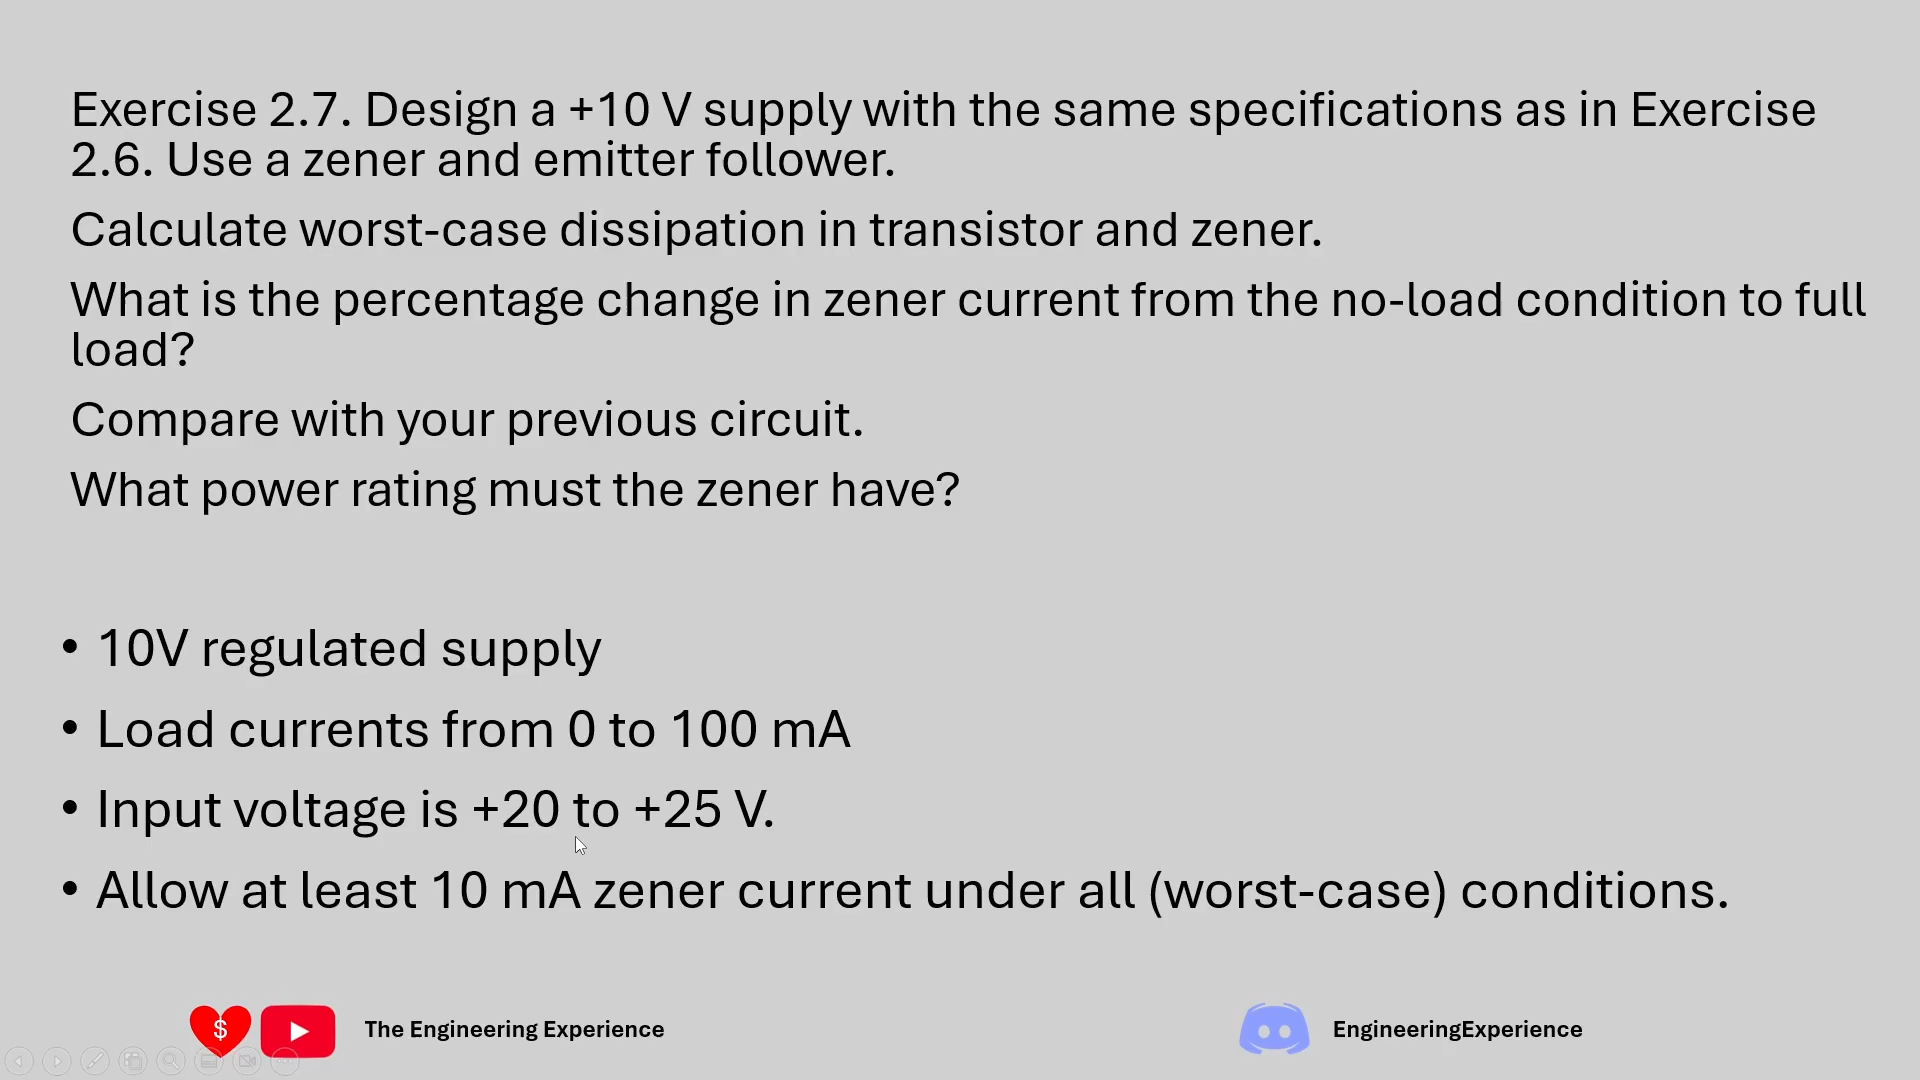 Exercise 2.7. Design a +10 V supply with the same specifications as in Exercise
2.6. Use a zener and emitter follower.
Calculate worst-case dissipation in transistor and zener.
What is the percentage change in zener current from the no-load condition to full
load?
Compare with your previous circuit.
What power rating must the zener have?
• 10V regulated supply
• Load currents from 0 to 100 mA
• Input voltage is +20 to +25 V.
• Allow at least 10 mA zener current under all (worst-case) conditions.
$ The Engineering Experience EngineeringExperience